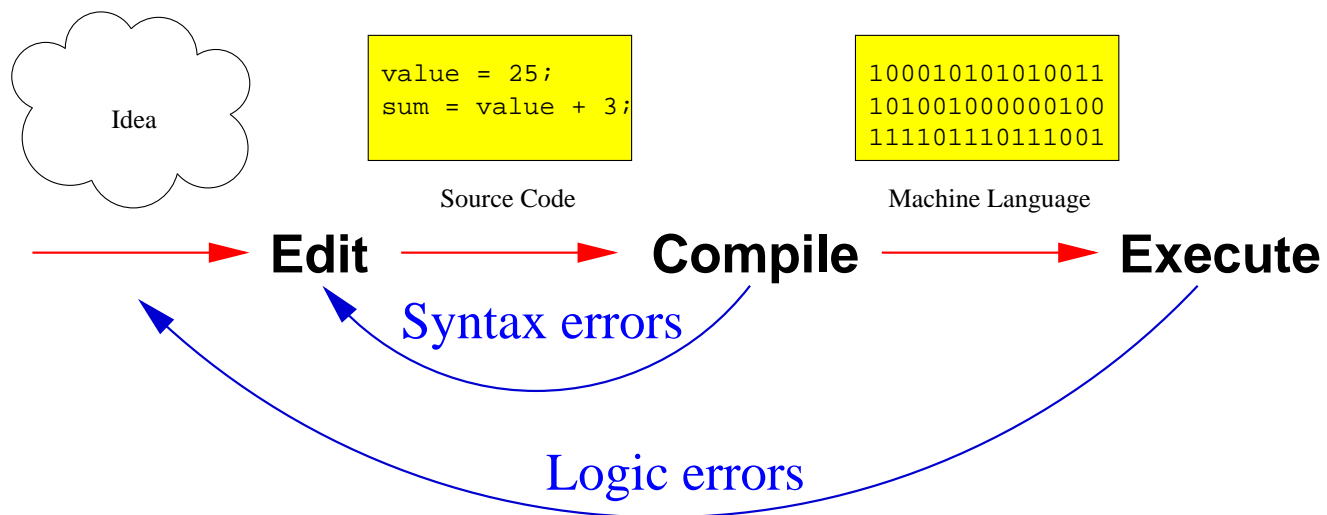 Idea
value = 25;
sum = value + 3;
100010101010011
101001000000100
111101110111001
Source Code
Machine Language
Edit
Compile
Execute
Syntax errors
Logic errors